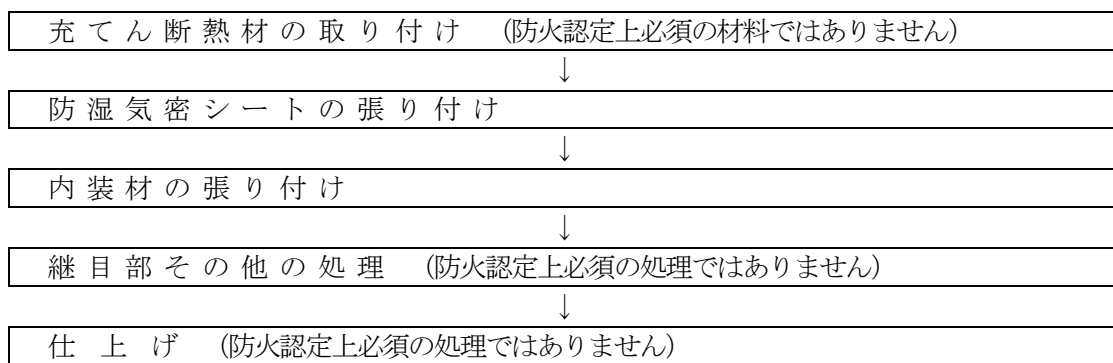 充てん断熱材の取り付け (防火認定上必須の材料ではありません)
↓
防湿気密シートの張り付け
↓
内装材の張り付け
↓
継目部その他の処理 (防火認定上必須の処理ではありません)
↓
仕上げ (防火認定上必須の処理ではありません)